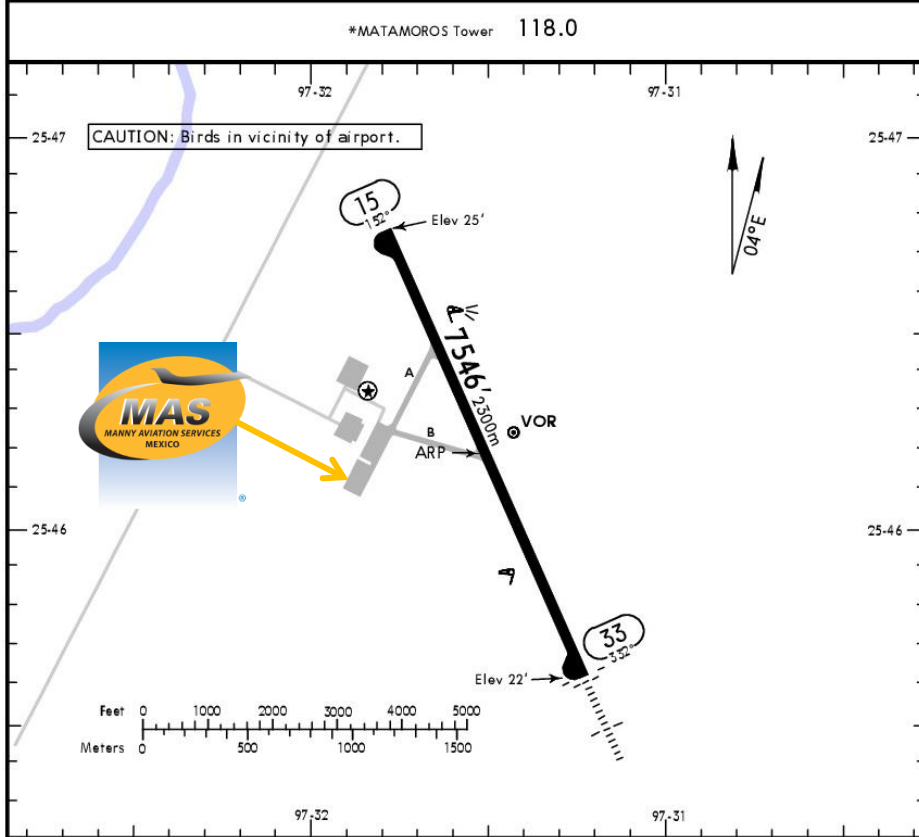 *MATAMOROS Tower 118.0
97-32 97-31
25-47 25-47
CAUTION: Birds in vicinity of airport.
15
152°
Elev 25'
04°E
7546'
2300m
A
VOR
B
ARP
MAS
MANNY AVIATION SERVICES
MEXICO
®
25-46 25-46
33
332°
Elev 22'
Feet 0 1000 2000 3000 4000 5000
Meters 0 500 1000 1500
97-32 97-31